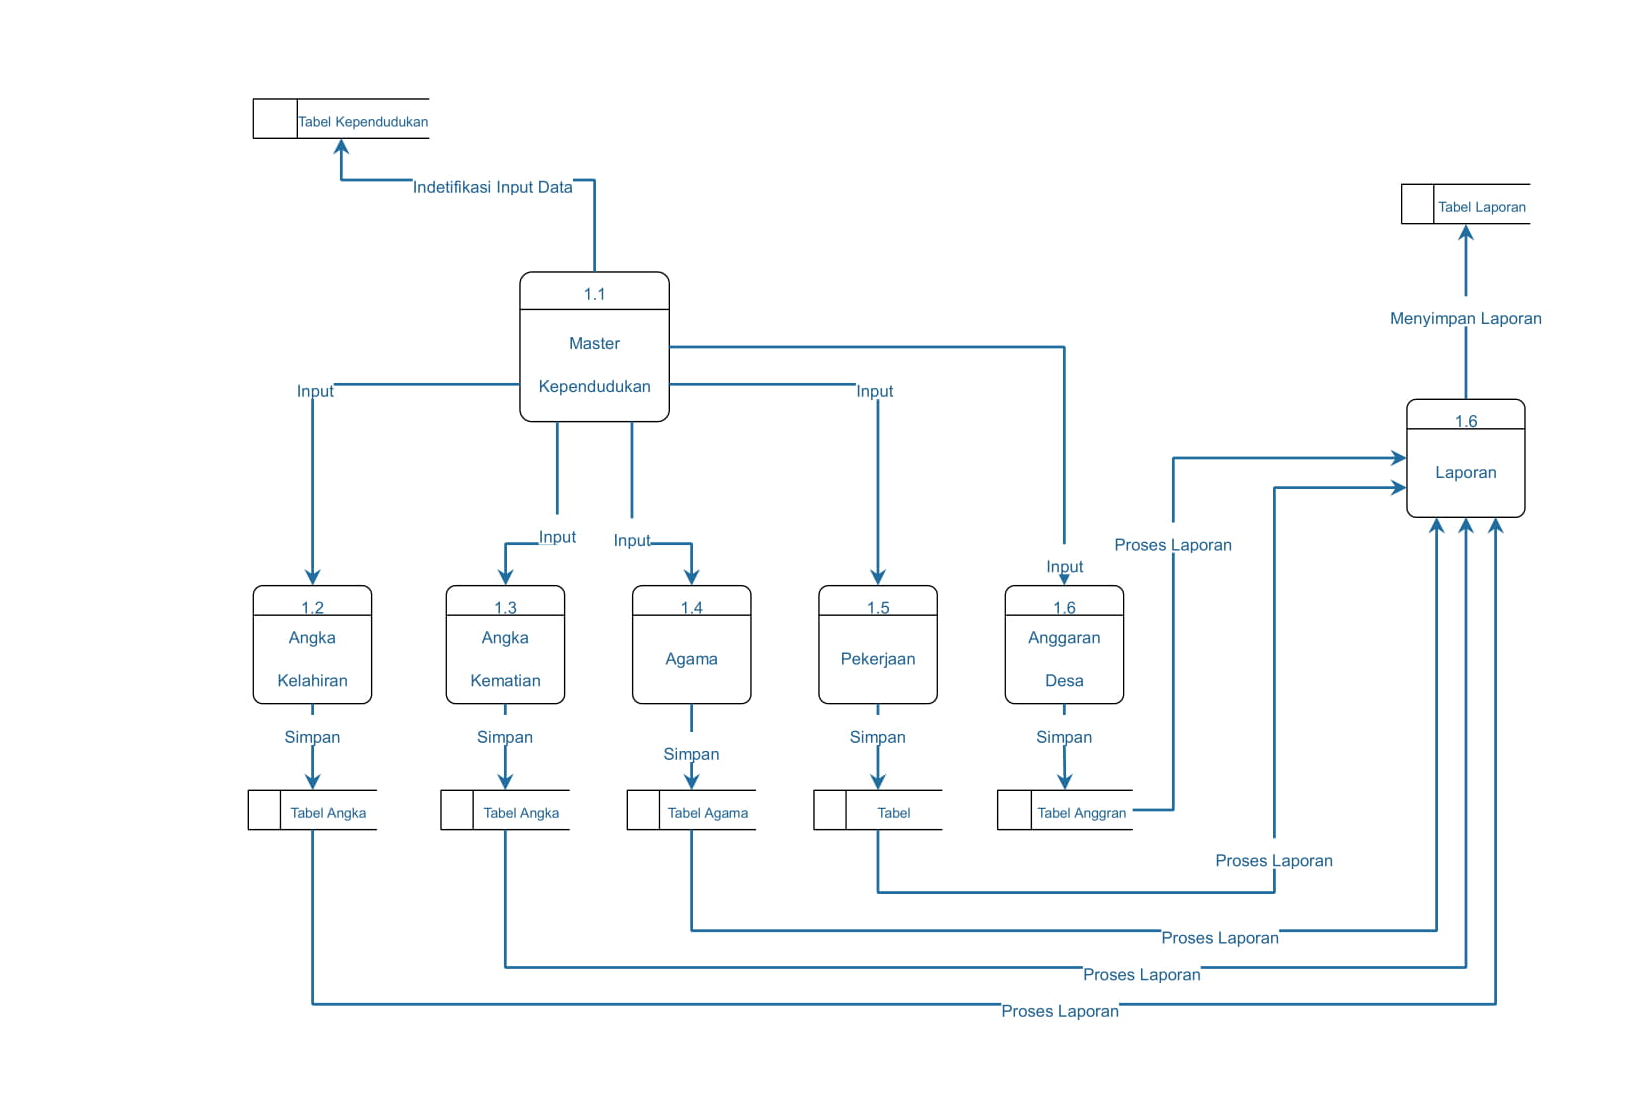 Tabel Kependudukan
Indetifikasi Input Data
Tabel Laporan
1.1
Master
Kependudukan
Menyimpan Laporan
Input
Input
1.6
Laporan
Input
Input
Proses Laporan
Input
1.2
Angka
Kelahiran
1.3
Angka
Kematian
1.4
Agama
1.5
Pekerjaan
1.6
Anggaran
Desa
Simpan
Simpan
Simpan
Simpan
Simpan
Tabel Angka
Tabel Angka
Tabel Agama
Tabel
Tabel Anggran
Proses Laporan
Proses Laporan
Proses Laporan
Proses Laporan